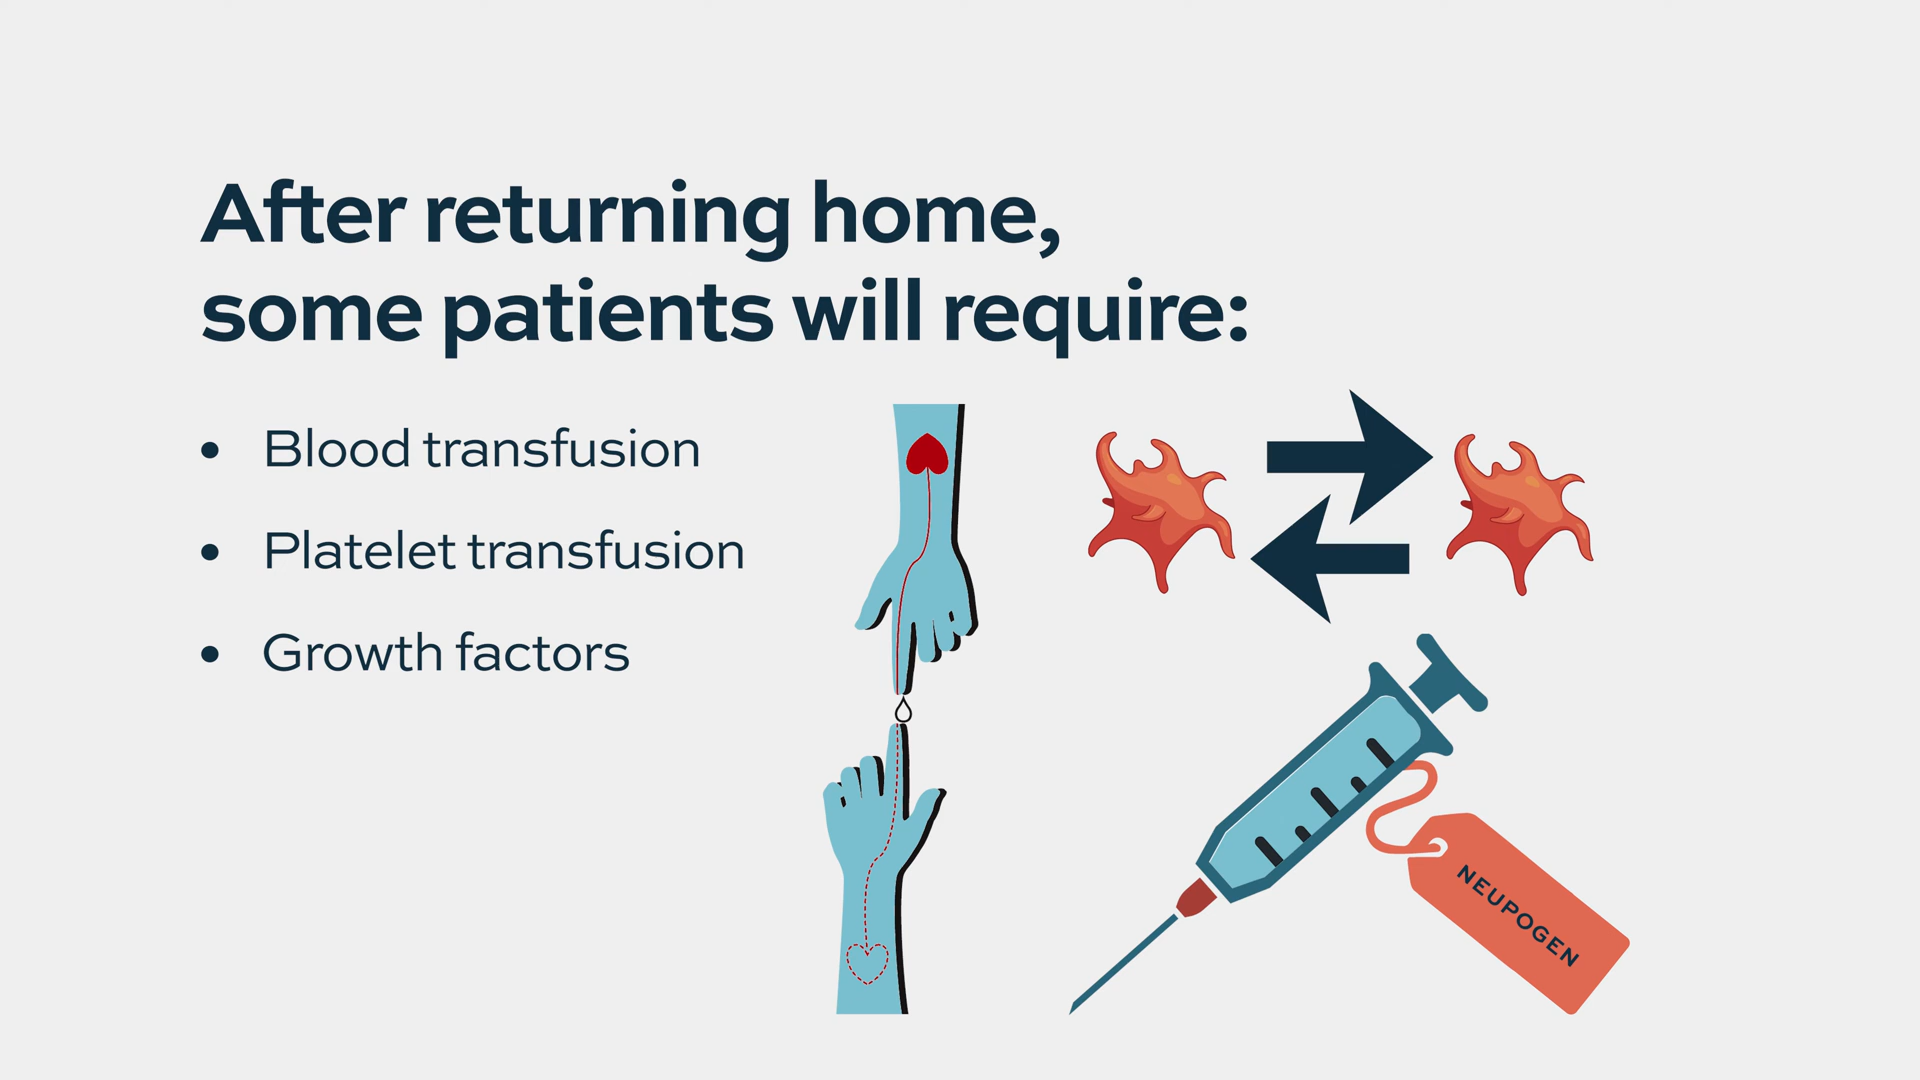 After returning home,
some patients will require:
• Blood transfusion
• Platelet transfusion
• Growth factors
NEUPOGEN